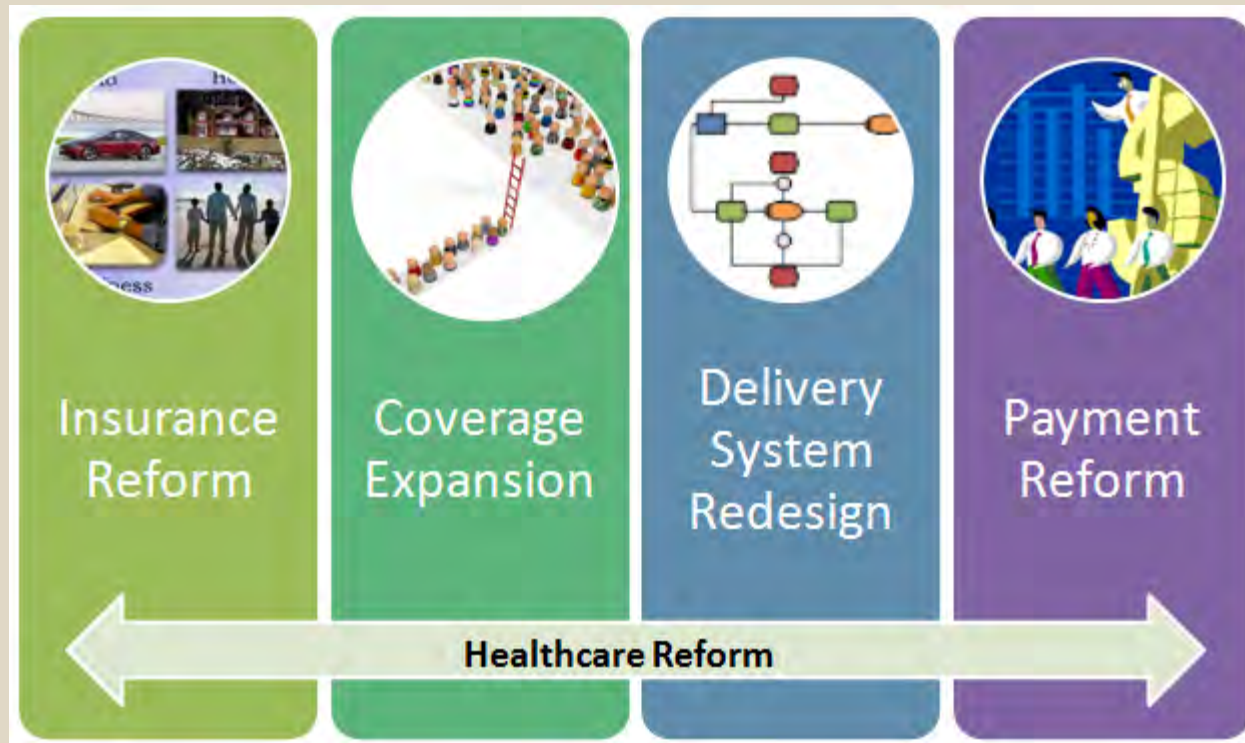 Insurance
Reform
Coverage
Expansion
Delivery
System
Redesign
Payment
Reform
Healthcare Reform